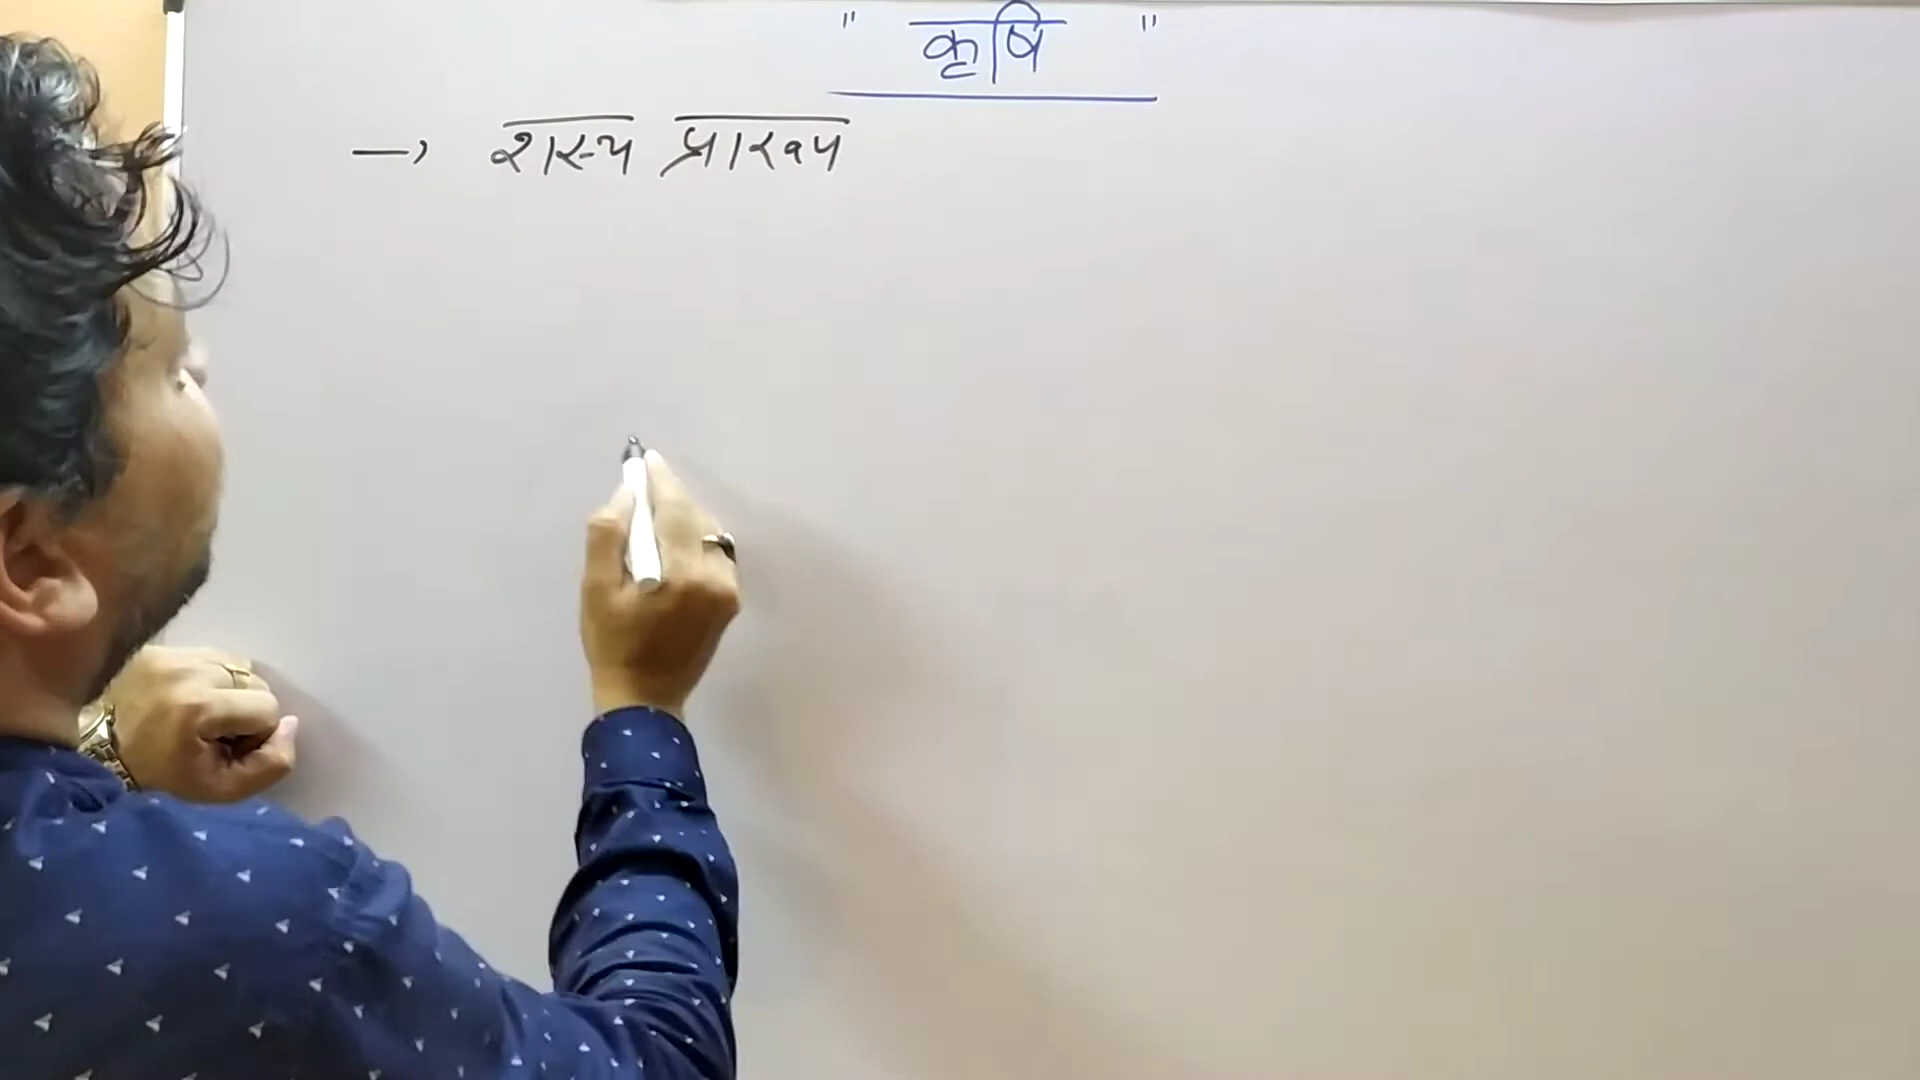 " कृषि "
→ शस्य प्रारूप